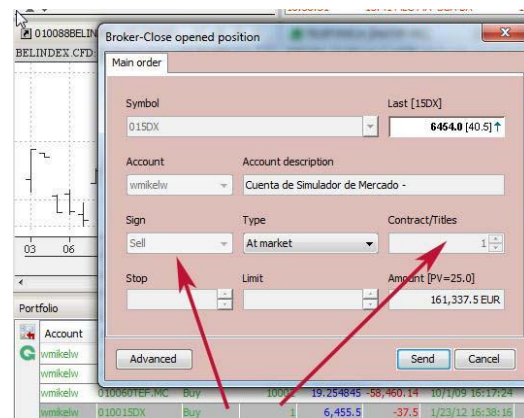 010088BELIN
BELINDEX CFD:
Broker-Close opened position
Main order
Symbol
Last [15DX]
015DX
6454.0 [40.5]
Account
Account description
wmikelw
Cuenta de Simulador de Mercado -
Sign
Type
Contract/Titles
Sell
At market
1
Stop
Limit
Amount [PV=25.0]
161,337.5 EUR
03 06
Advanced
Send
Cancel
Portfolio
Account
wmikelw
wmikelw
wmikelw 010060TEF.MC Buy 10001 19.254845 -58,460.14 10/1/09 16:17:24
wmikelw 010015DX Buy 1 6,455.5 -37.5 1/23/12 16:38:16